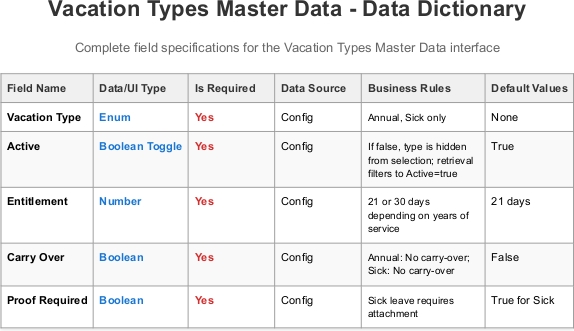 Vacation Types Master Data - Data Dictionary
Complete field specifications for the Vacation Types Master Data interface
Field Name Data/UI Type Is Required Data Source Business Rules Default Values
Vacation Type Enum Yes Config Annual, Sick only None
Active Boolean Toggle Yes Config If false, type is hidden True
from selection; retrieval
filters to Active=true
Entitlement Number Yes Config 21 or 30 days 21 days
depending on years of
service
Carry Over Boolean Yes Config Annual: No carry-over; False
Sick: No carry-over
Proof Required Boolean Yes Config Sick leave requires True for Sick
attachment